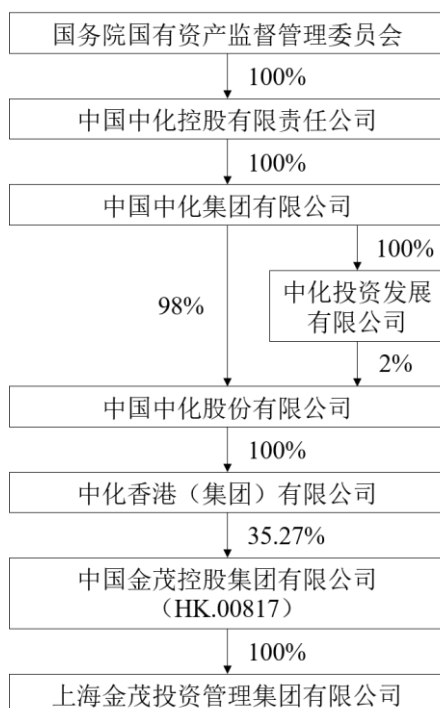 国务院国有资产监督管理委员会
100%
中国中化控股有限责任公司
100%
中国中化集团有限公司
100%
98%
中化投资发展
有限公司
2%
中国中化股份有限公司
100%
中化香港（集团）有限公司
35.27%
中国金茂控股集团有限公司
（HK.00817）
100%
上海金茂投资管理集团有限公司